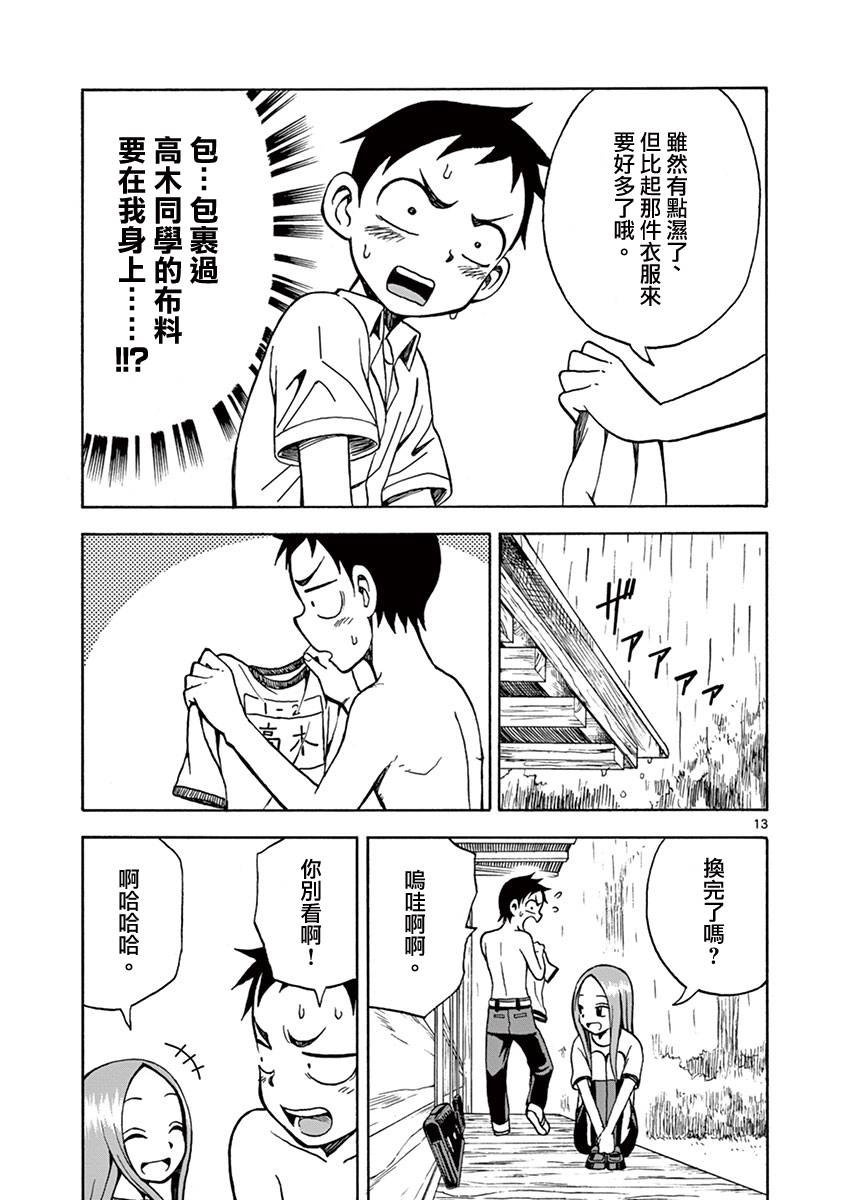 雖然有點濕了、
但比起那件衣服來
要好多了哦。
包…包裹過
高木同學的布料
要在我身上……
!!?
ザァァァァ
1-2
高木
13
換完了嗎?
嗚哇啊啊。
你別看啊!
啊哈哈哈。